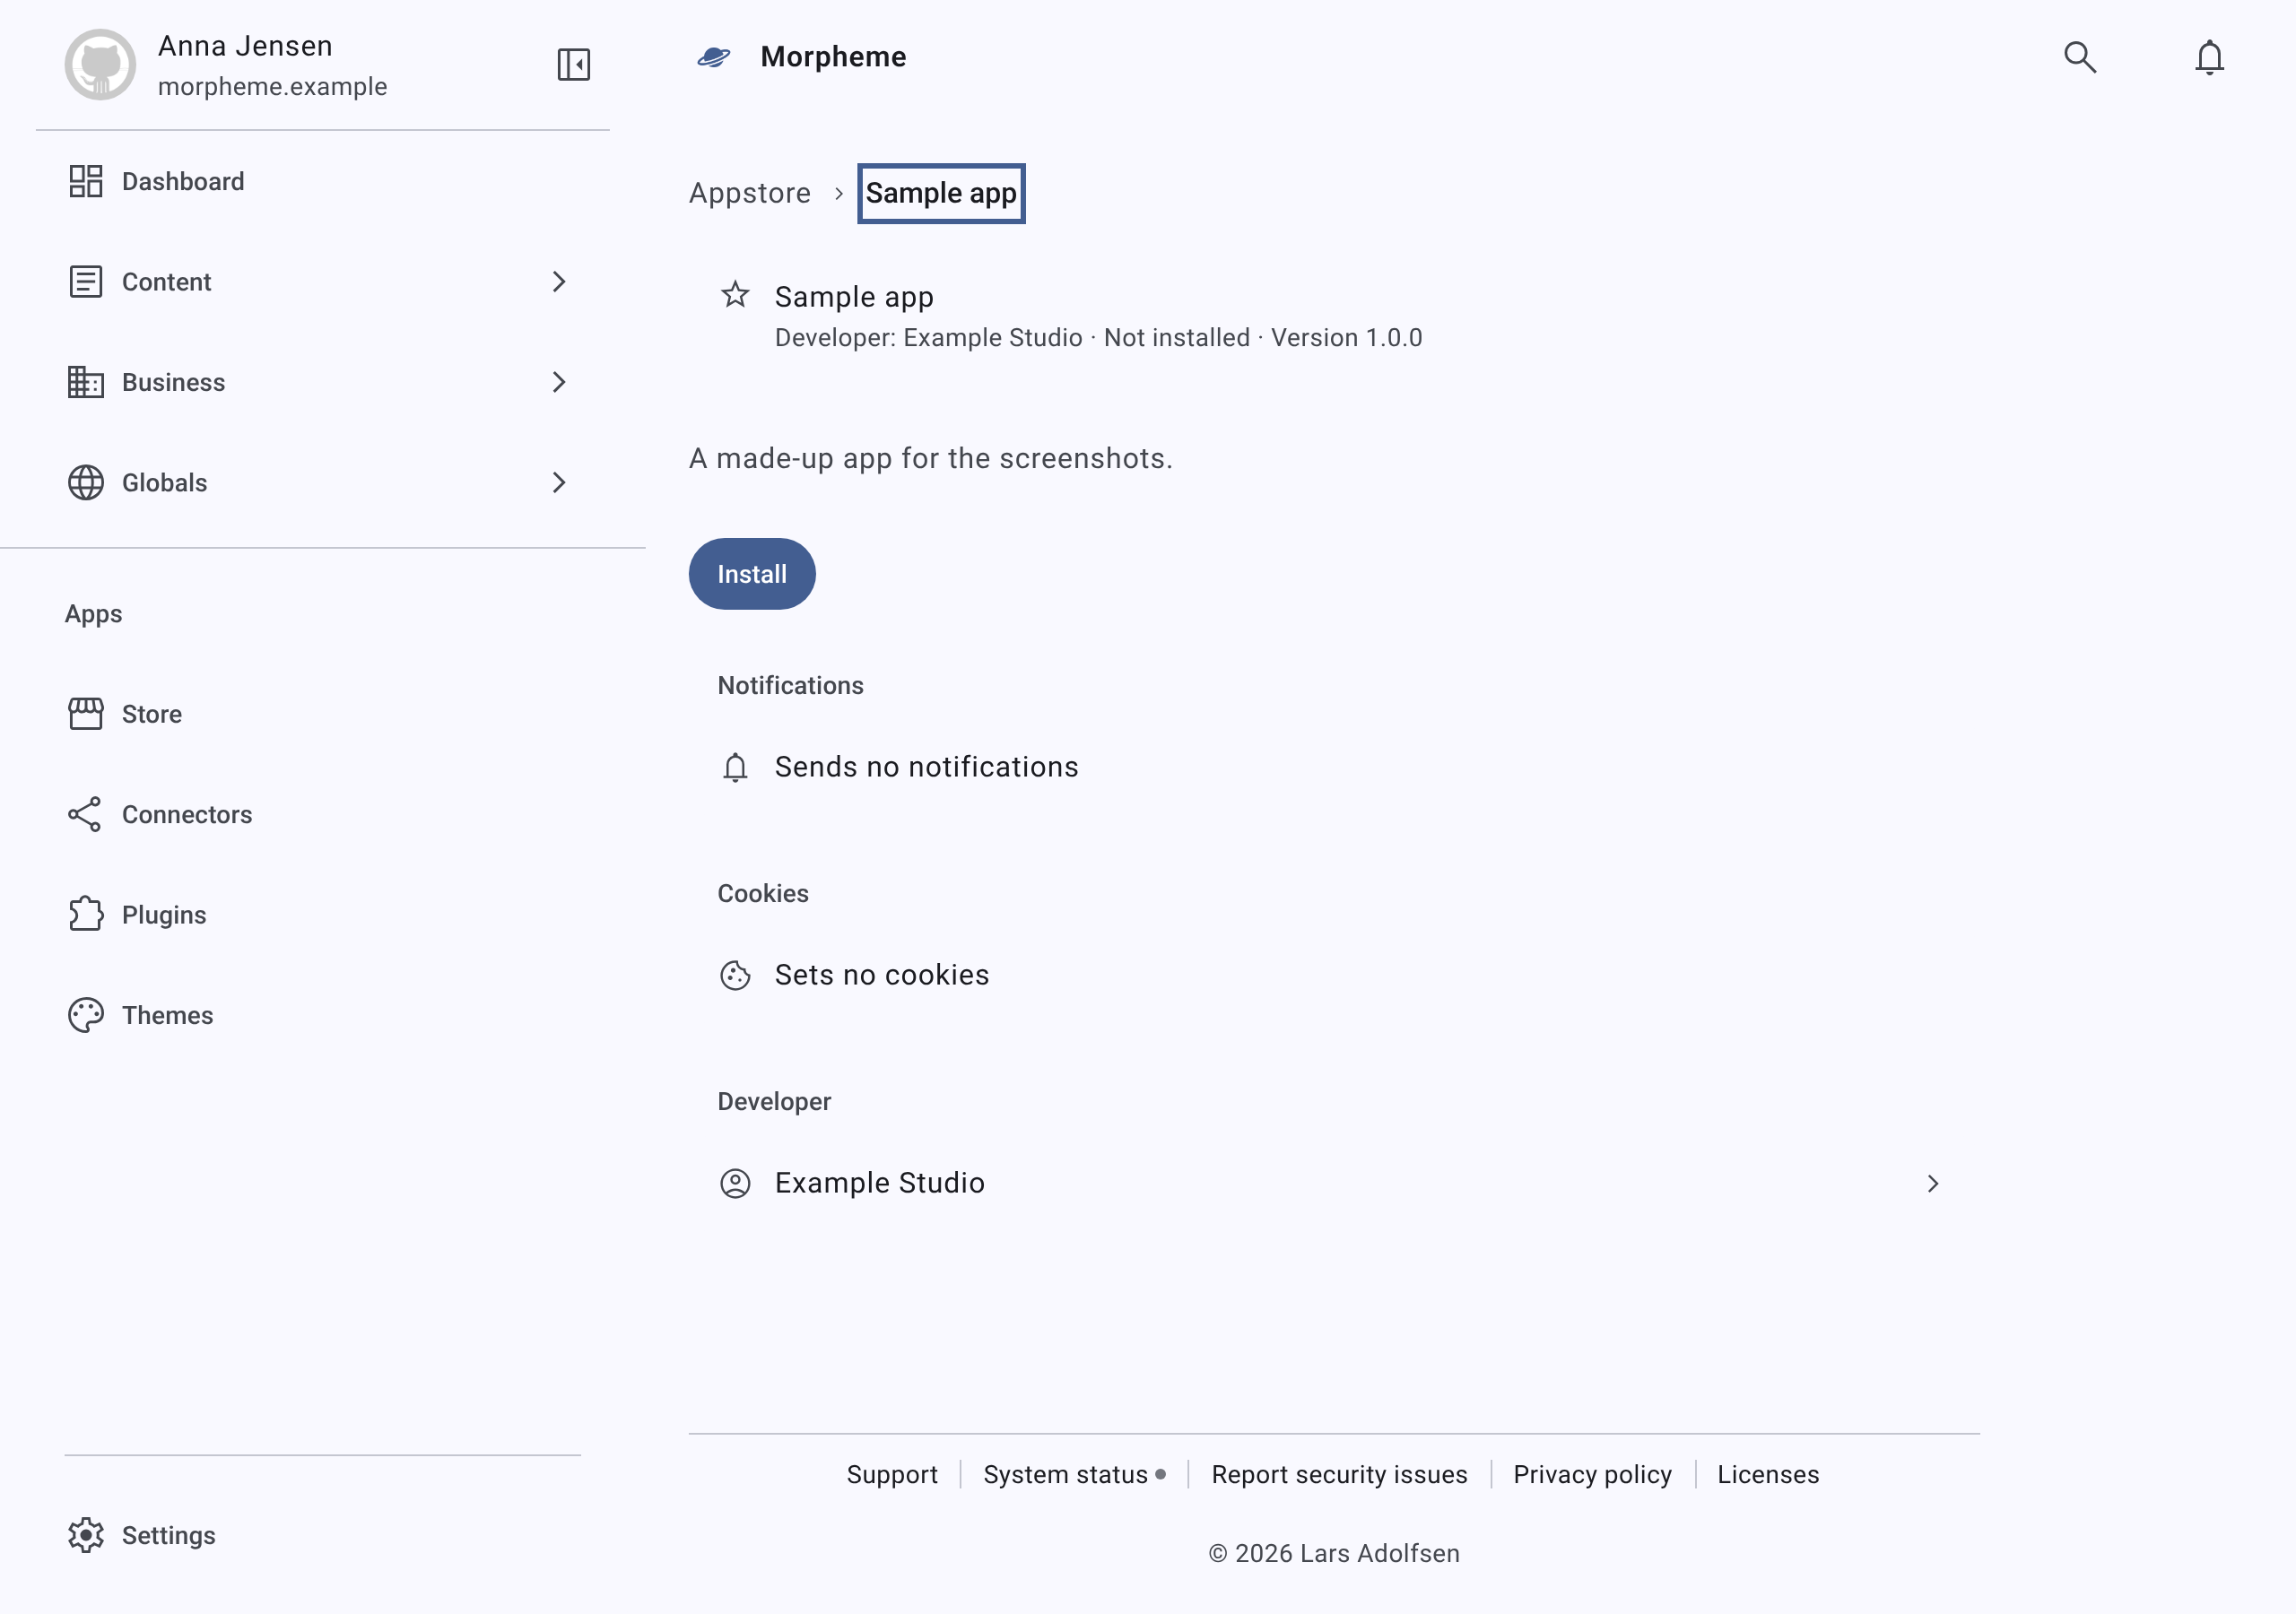 Anna Jensen
morpheme.example
Dashboard
Content
Business
Globals
Apps
Store
Connectors
Plugins
Themes
Settings
Morpheme
Appstore › Sample app
Sample app
Developer: Example Studio · Not installed · Version 1.0.0
A made-up app for the screenshots.
Install
Notifications
Sends no notifications
Cookies
Sets no cookies
Developer
Example Studio
Support | System status | Report security issues | Privacy policy | Licenses
© 2026 Lars Adolfsen